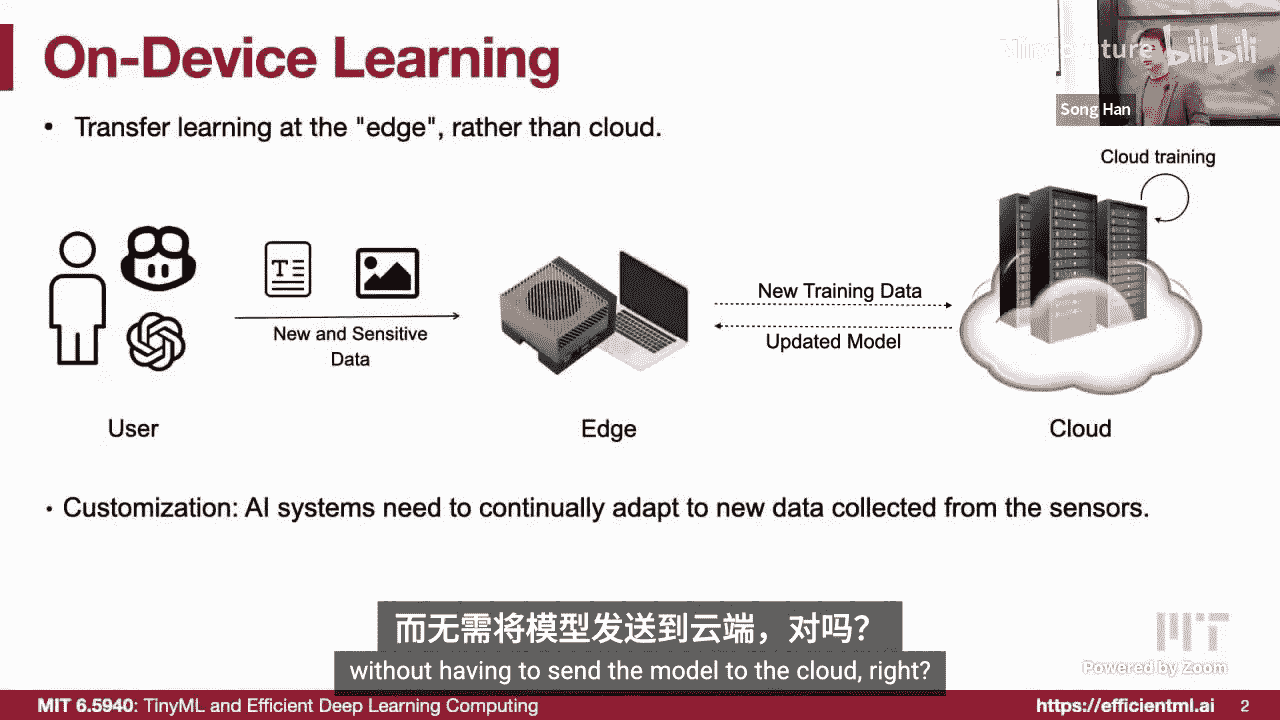 On-Device Learning
bilibili
Song Han
• Transfer learning at the "edge", rather than cloud.
Cloud training
T
New and Sensitive
Data
New Training Data
Updated Model
User
Edge
Cloud
• Customization: AI systems need to continually adapt to new data collected from the sensors.
而无需将模型发送到云端，对吗？
without having to send the model to the cloud, right?
MIT
Powered by Zoom
MIT 6.5940: TinyML and Efficient Deep Learning Computing
https://efficientml.ai
2